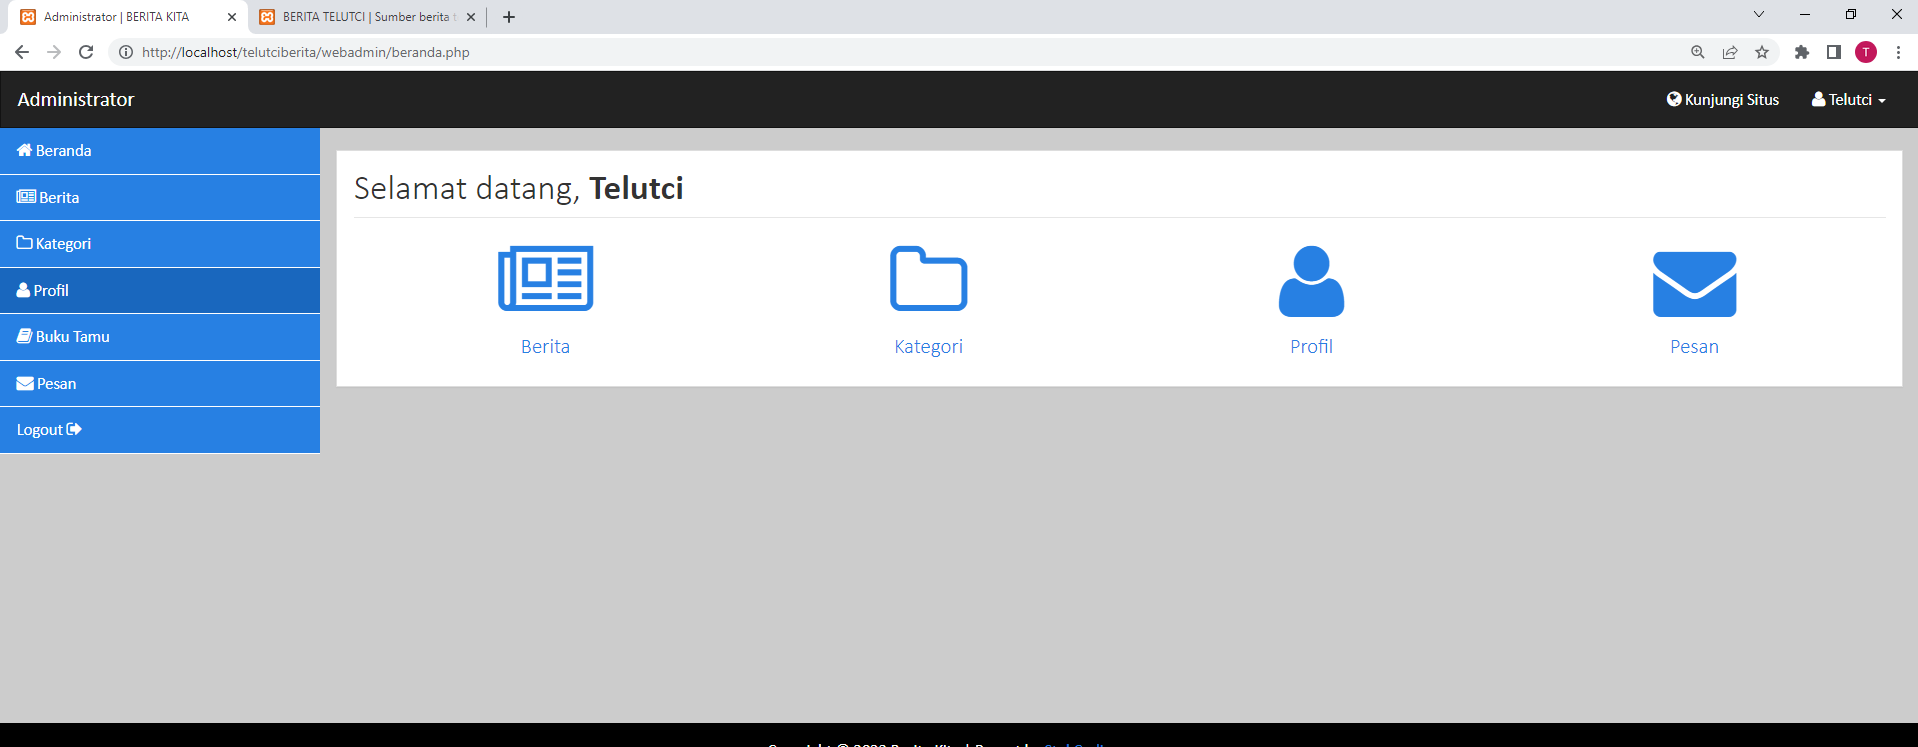 Administrator | BERITA KITA
BERITA TELUTCI | Sumber berita
http://localhost/telutciberita/webadmin/beranda.php
T
Administrator
Kunjungi Situs
Telutci
Beranda
Berita
Kategori
Profil
Buku Tamu
Pesan
Logout
Selamat datang, Telutci
Berita
Kategori
Profil
Pesan